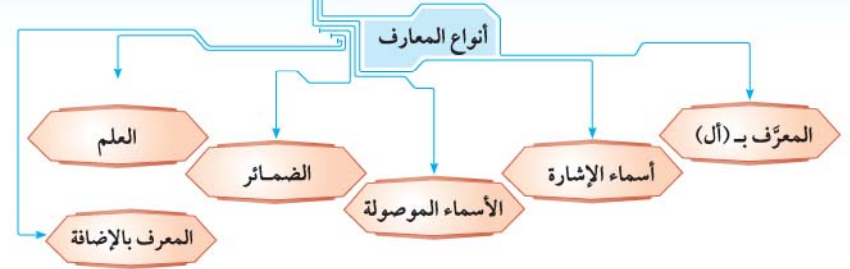 أنواع المعارف
المعرَّف بـ (أل)
أسماء الإشارة
الأسماء الموصولة
الضمـائر
العلم
المعرف بالإضافة